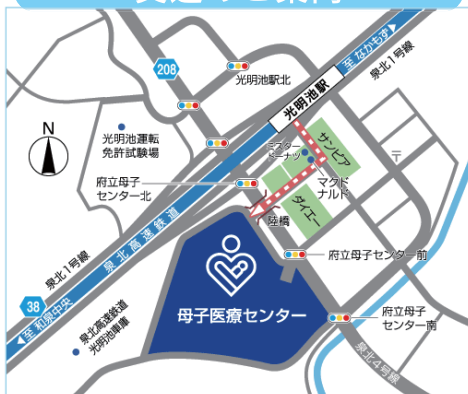 至 なかもず
泉北1号線
208
光明池駅北
光明池駅
サンピア
ミスター
ドーナツ
マクド
ナルド
ダイエー
光明池運転
免許試験場
N
府立母子
センター北
陸橋
泉北高速鉄道
府立母子センター前
母子医療センター
泉北1号線
38
至 和泉中央
泉北高速鉄道
光明池車庫
府立母子
センター南
泉北4号線